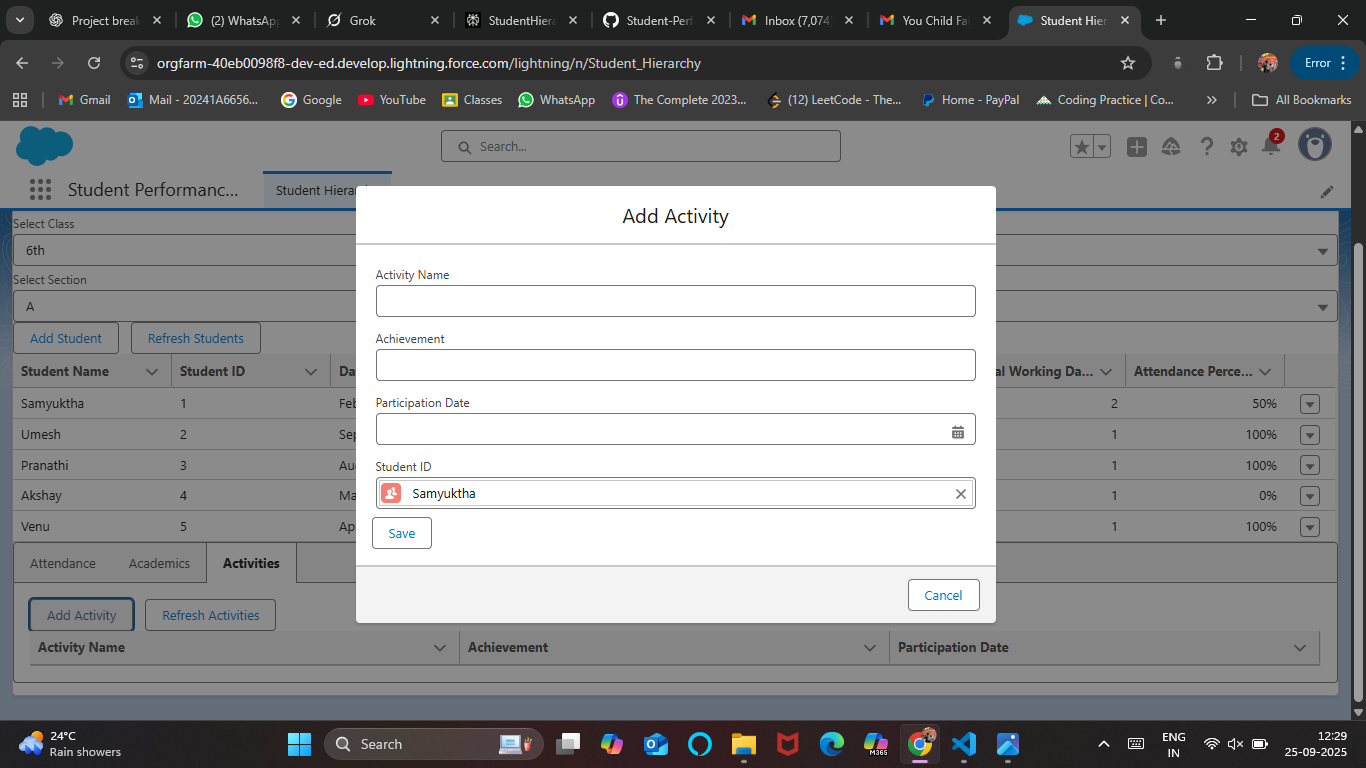 Project break
(2) WhatsApp
Grok
StudentHiera
Student-Perf
Inbox (7,074)
You Child Fai
Student Hier
orgfarm-40eb0098f8-dev-ed.develop.lightning.force.com/lightning/n/Student_Hierarchy
Error
Gmail
Mail - 20241A6656...
Google
YouTube
Classes
WhatsApp
The Complete 2023...
(12) LeetCode - The...
Home - PayPal
Coding Practice | Co...
All Bookmarks
Search...
2
Student Performanc...
Student Hierarc
Select Class
6th
Select Section
A
Add Student
Refresh Students
Student Name Student ID Da al Working Da... Attendance Perce...
Samyuktha 1 Feb 2 50%
Umesh 2 Sep 1 100%
Pranathi 3 Au 1 100%
Akshay 4 Ma 1 0%
Venu 5 Ap 1 100%
Attendance Academics Activities
Add Activity Refresh Activities
Activity Name Achievement Participation Date
Add Activity
Activity Name
Achievement
Participation Date
Student ID
Samyuktha
Save
Cancel
24°C
Rain showers
Search
M365
ENG
IN
12:29
25-09-2025